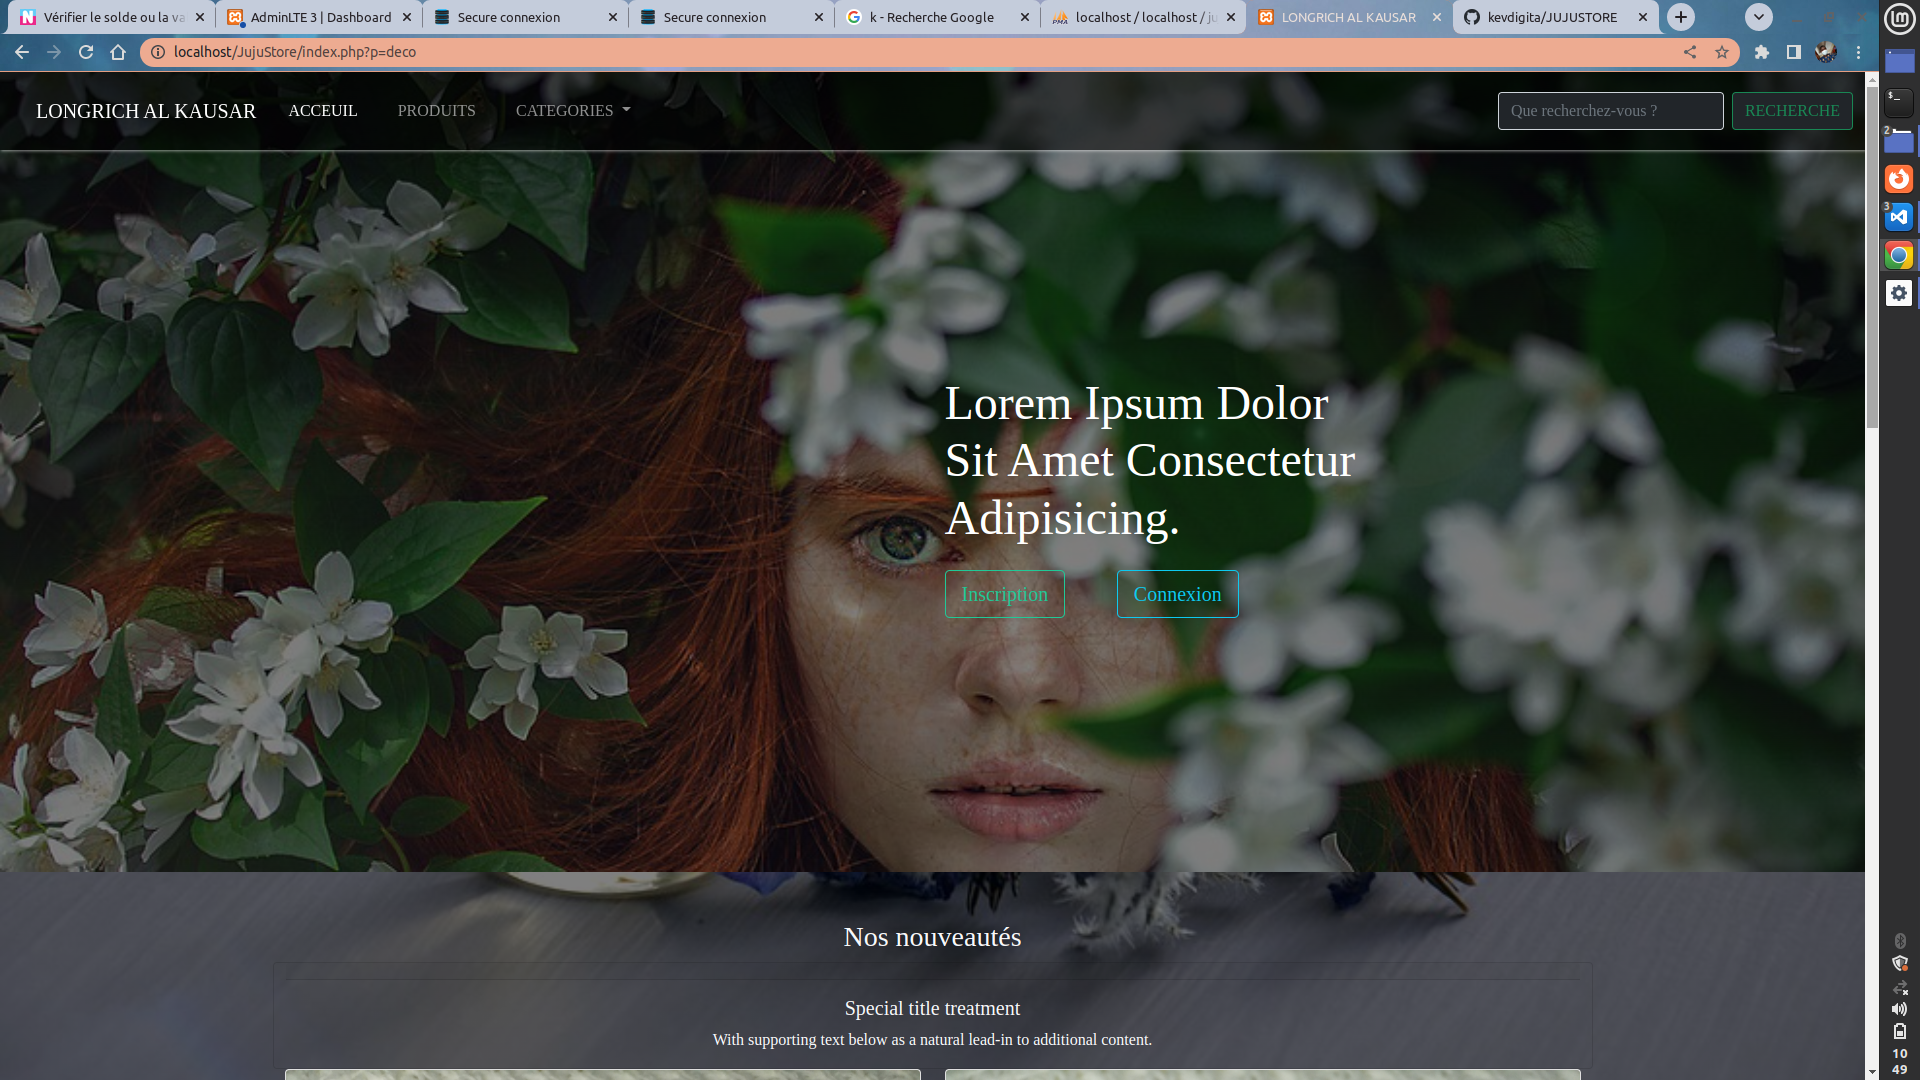 Vérifier le solde ou la va
AdminLTE 3 | Dashboard
Secure connexion
Secure connexion
k - Recherche Google
localhost / localhost / ju
LONGRICH AL KAUSAR
kevdigita/JUJUSTORE
localhost/JujuStore/index.php?p=deco
LONGRICH AL KAUSAR
ACCEUIL
PRODUITS
CATEGORIES
Que recherchez-vous ?
RECHERCHE
Lorem Ipsum Dolor
Sit Amet Consectetur
Adipisicing.
Inscription
Connexion
Nos nouveautés
Special title treatment
With supporting text below as a natural lead-in to additional content.
2
3
10
49